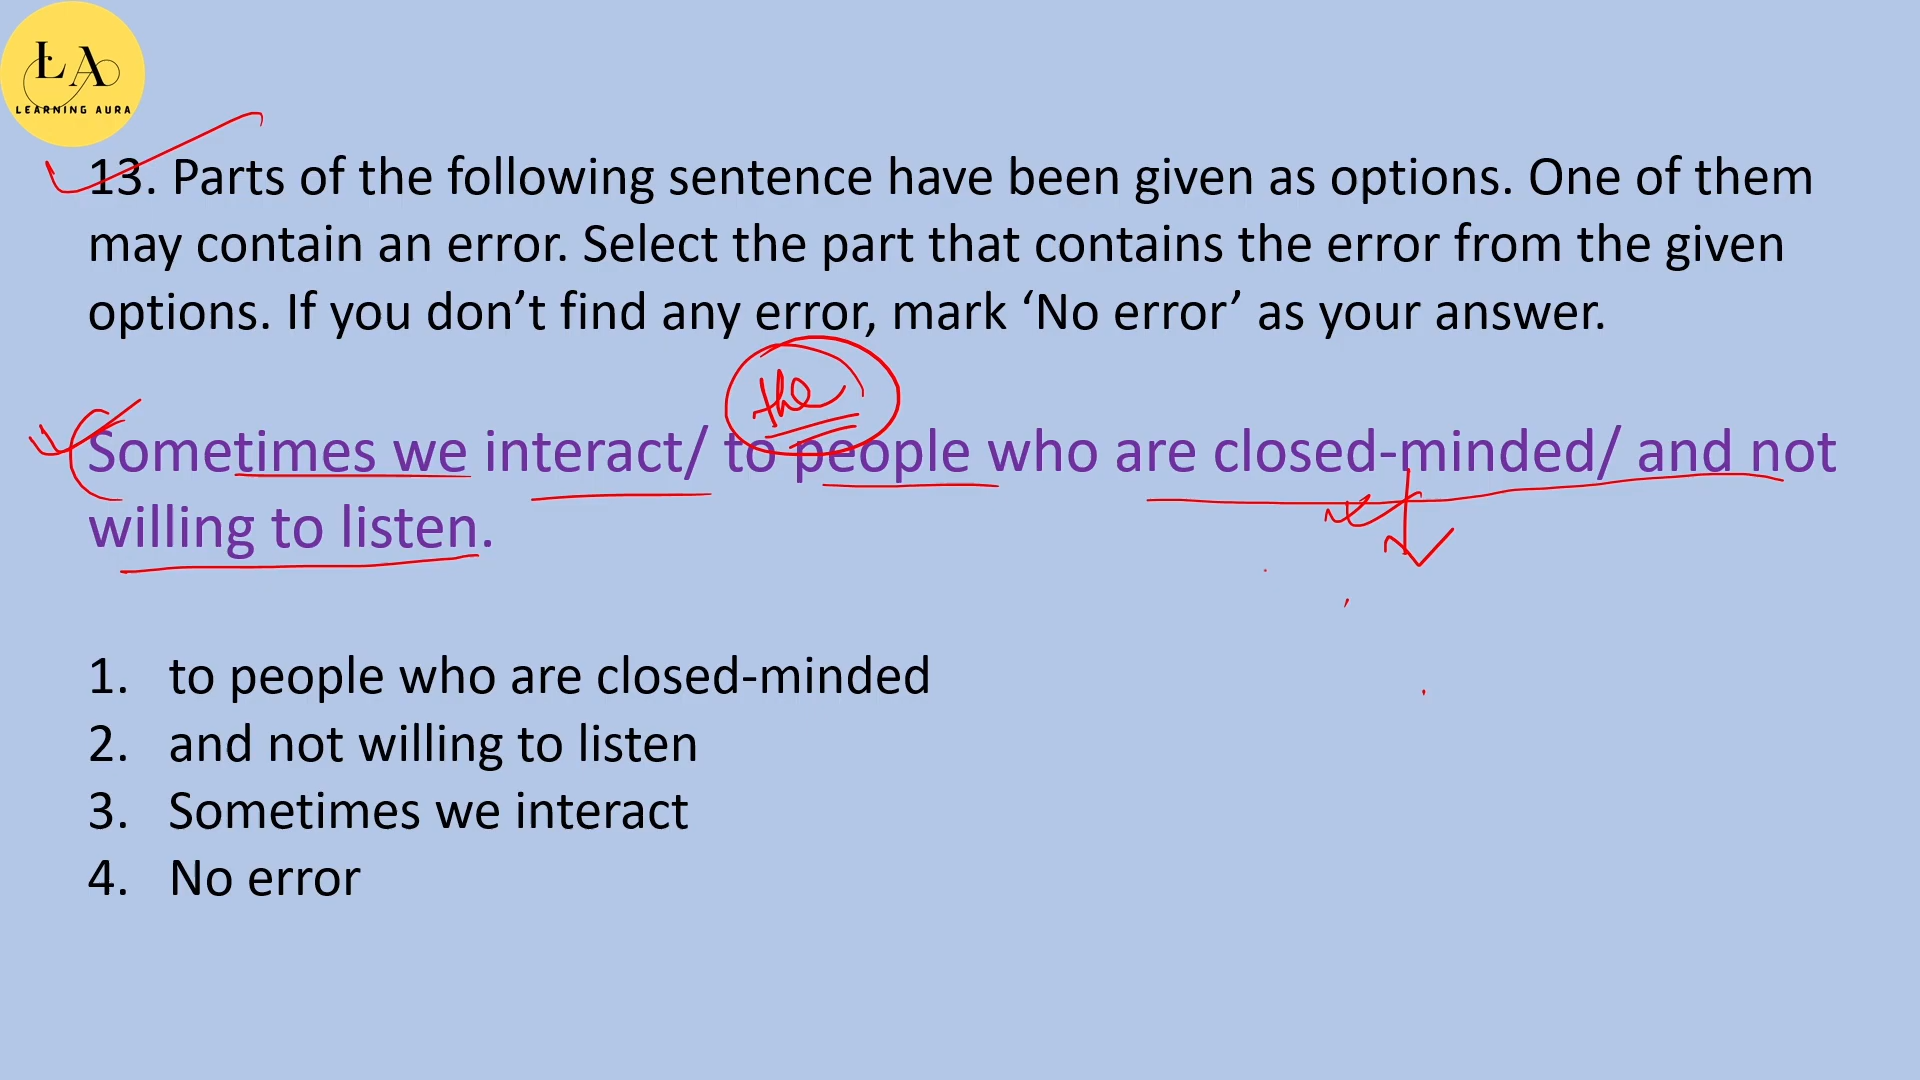 LA
LEARNING AURA
13. Parts of the following sentence have been given as options. One of them
may contain an error. Select the part that contains the error from the given
options. If you don’t find any error, mark ‘No error’ as your answer.
the
Sometimes we interact/ to people who are closed-minded/ and not
willing to listen.
1. to people who are closed-minded
2. and not willing to listen
3. Sometimes we interact
4. No error